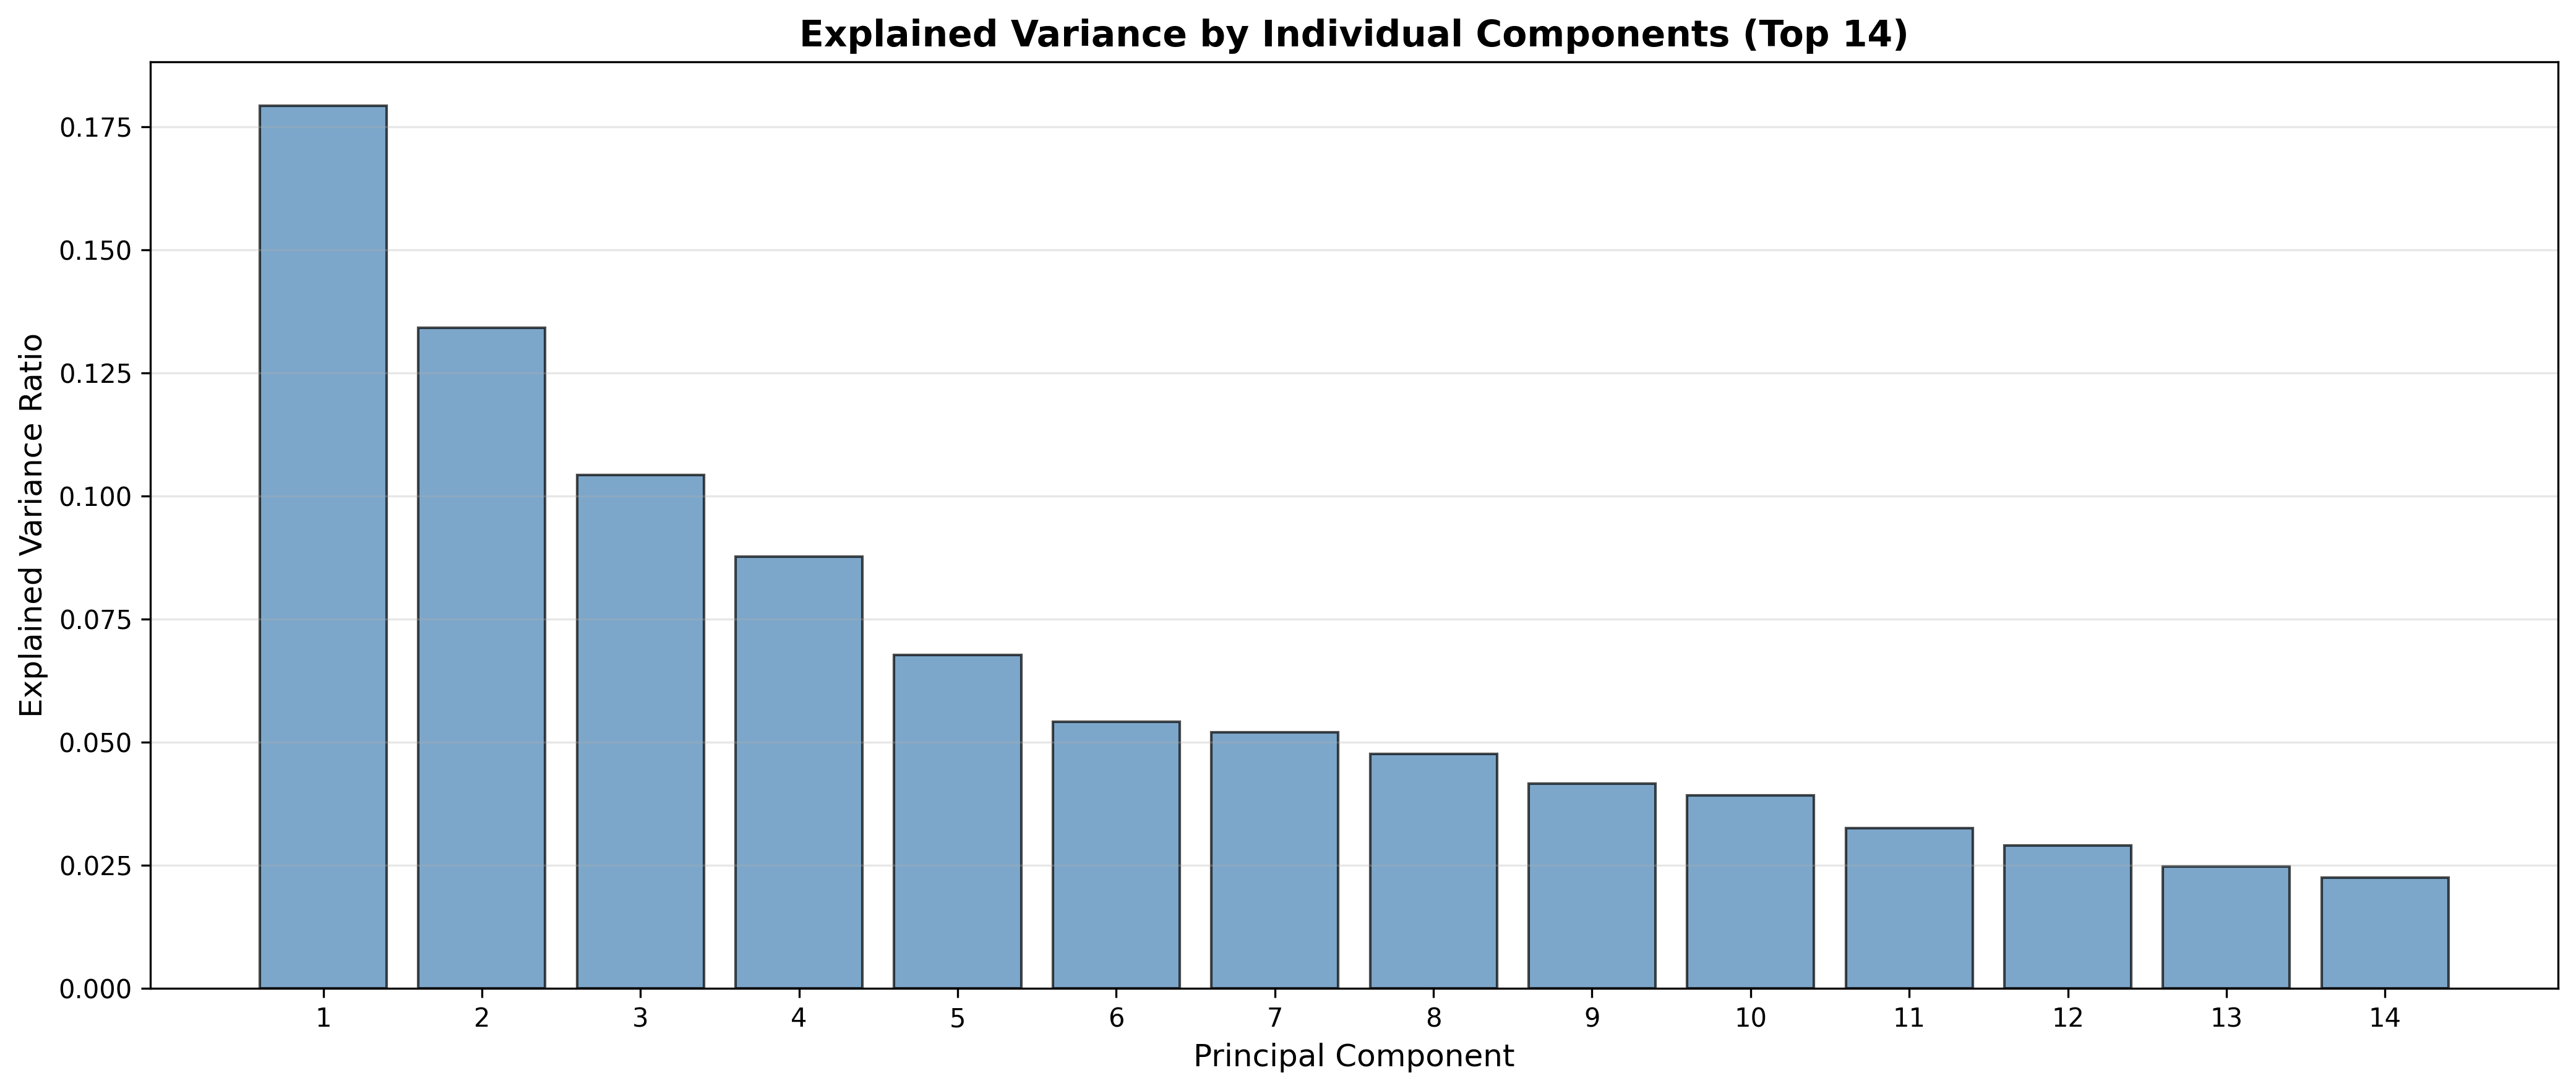 Explained Variance by Individual Components (Top 14)
Explained Variance Ratio
0.175
0.150
0.125
0.100
0.075
0.050
0.025
0.000
1 2 3 4 5 6 7 8 9 10 11 12 13 14
Principal Component